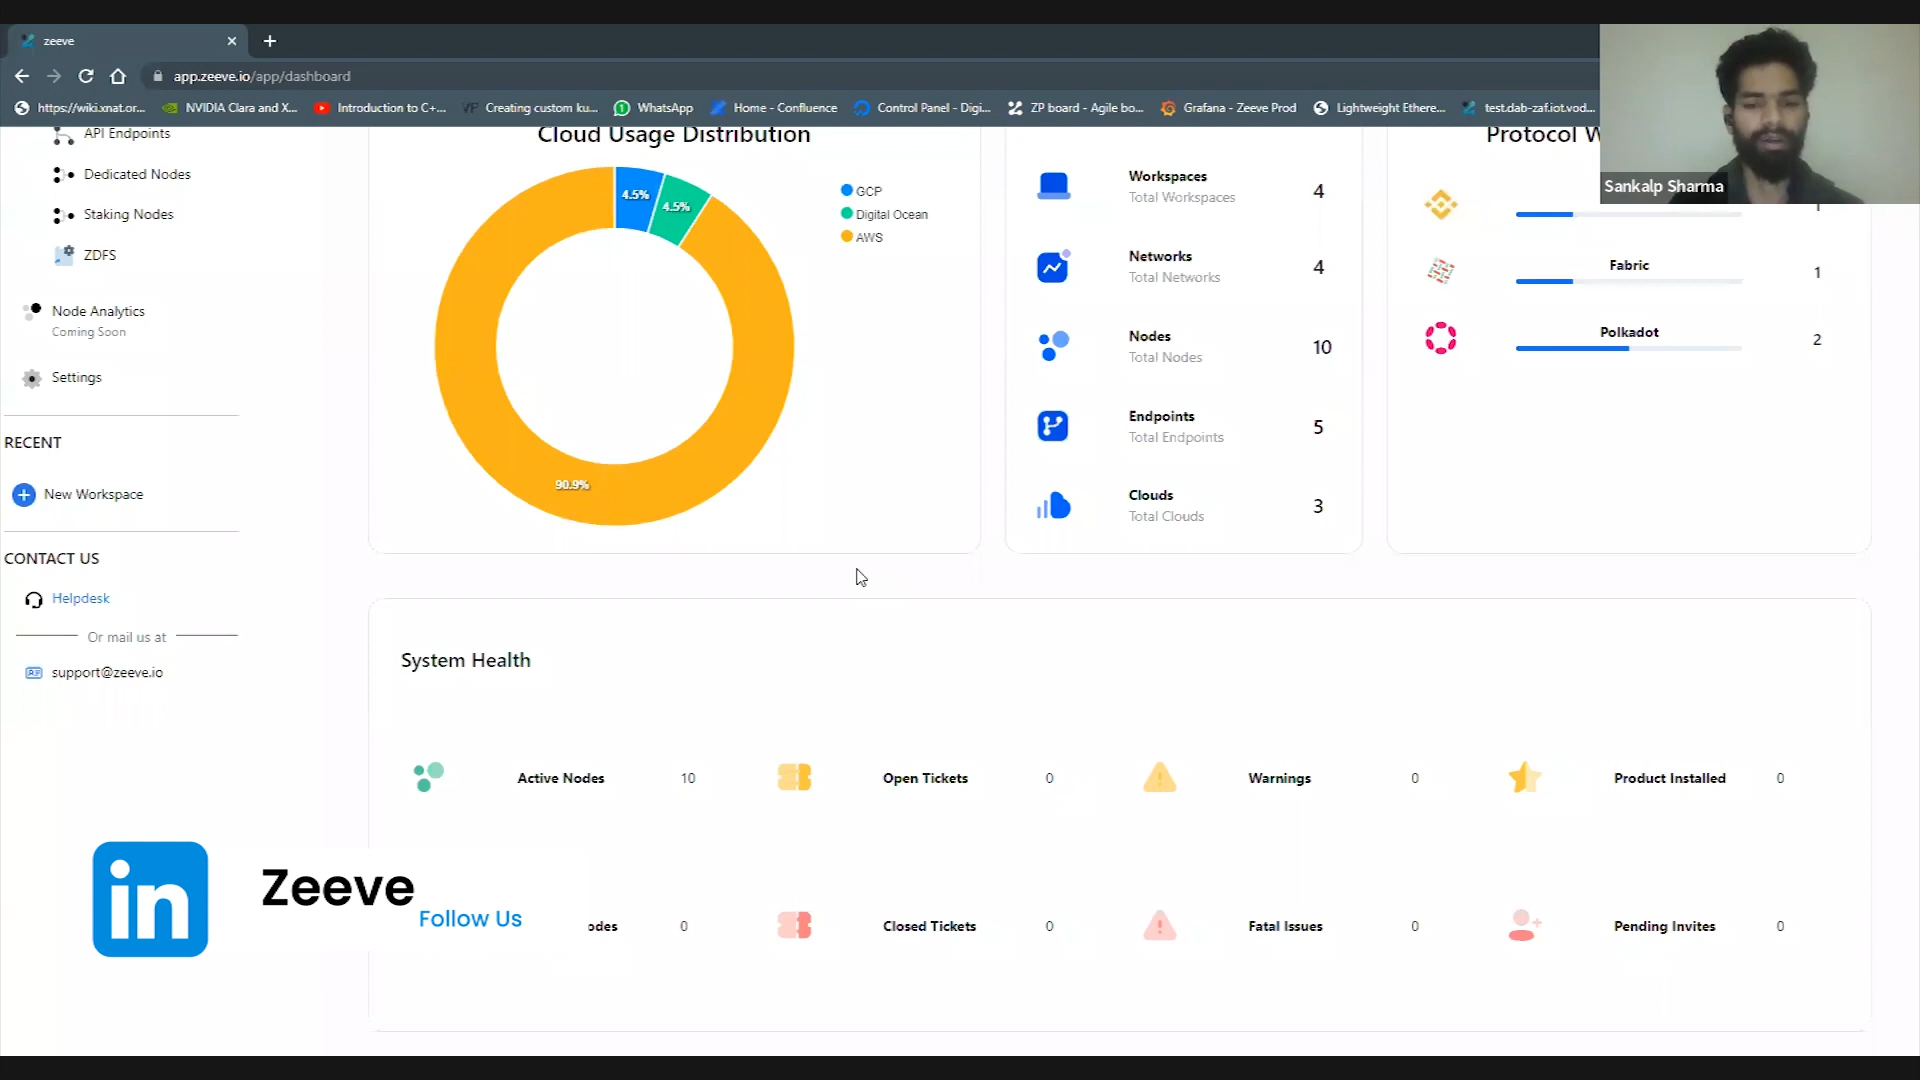 zeeve
app.zeeve.io/app/dashboard
https://wiki.xnat.or...
NVIDIA Clara and X...
Introduction to C+...
Creating custom ku...
WhatsApp
Home - Confluence
Control Panel - Digi...
ZP board - Agile bo...
Grafana - Zeeve Prod
Lightweight Ethere...
test.dab-zaf.iot.vod...
Sankalp Sharma
API Endpoints
Dedicated Nodes
Staking Nodes
ZDFS
Node Analytics
Coming Soon
Settings
RECENT
New Workspace
CONTACT US
Helpdesk
Or mail us at
support@zeeve.io
Cloud Usage Distribution
4.5%
4.5%
90.9%
GCP
Digital Ocean
AWS
Workspaces
Total Workspaces
4
Networks
Total Networks
4
Nodes
Total Nodes
10
Endpoints
Total Endpoints
5
Clouds
Total Clouds
3
Protocol
1
Fabric
1
Polkadot
2
System Health
Active Nodes 10
Open Tickets 0
Warnings 0
Product Installed 0
odes 0
Closed Tickets 0
Fatal Issues 0
Pending Invites 0
in
Zeeve
Follow Us